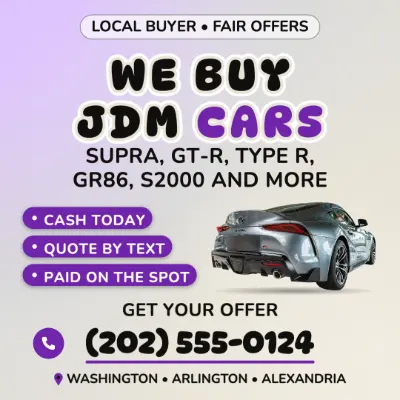 LOCAL BUYER • FAIR OFFERS
WE BUY
JDM CARS
SUPRA, GT-R, TYPE R,
GR86, S2000 AND MORE
• CASH TODAY
• QUOTE BY TEXT
• PAID ON THE SPOT
GET YOUR OFFER
(202) 555-0124
WASHINGTON • ARLINGTON • ALEXANDRIA